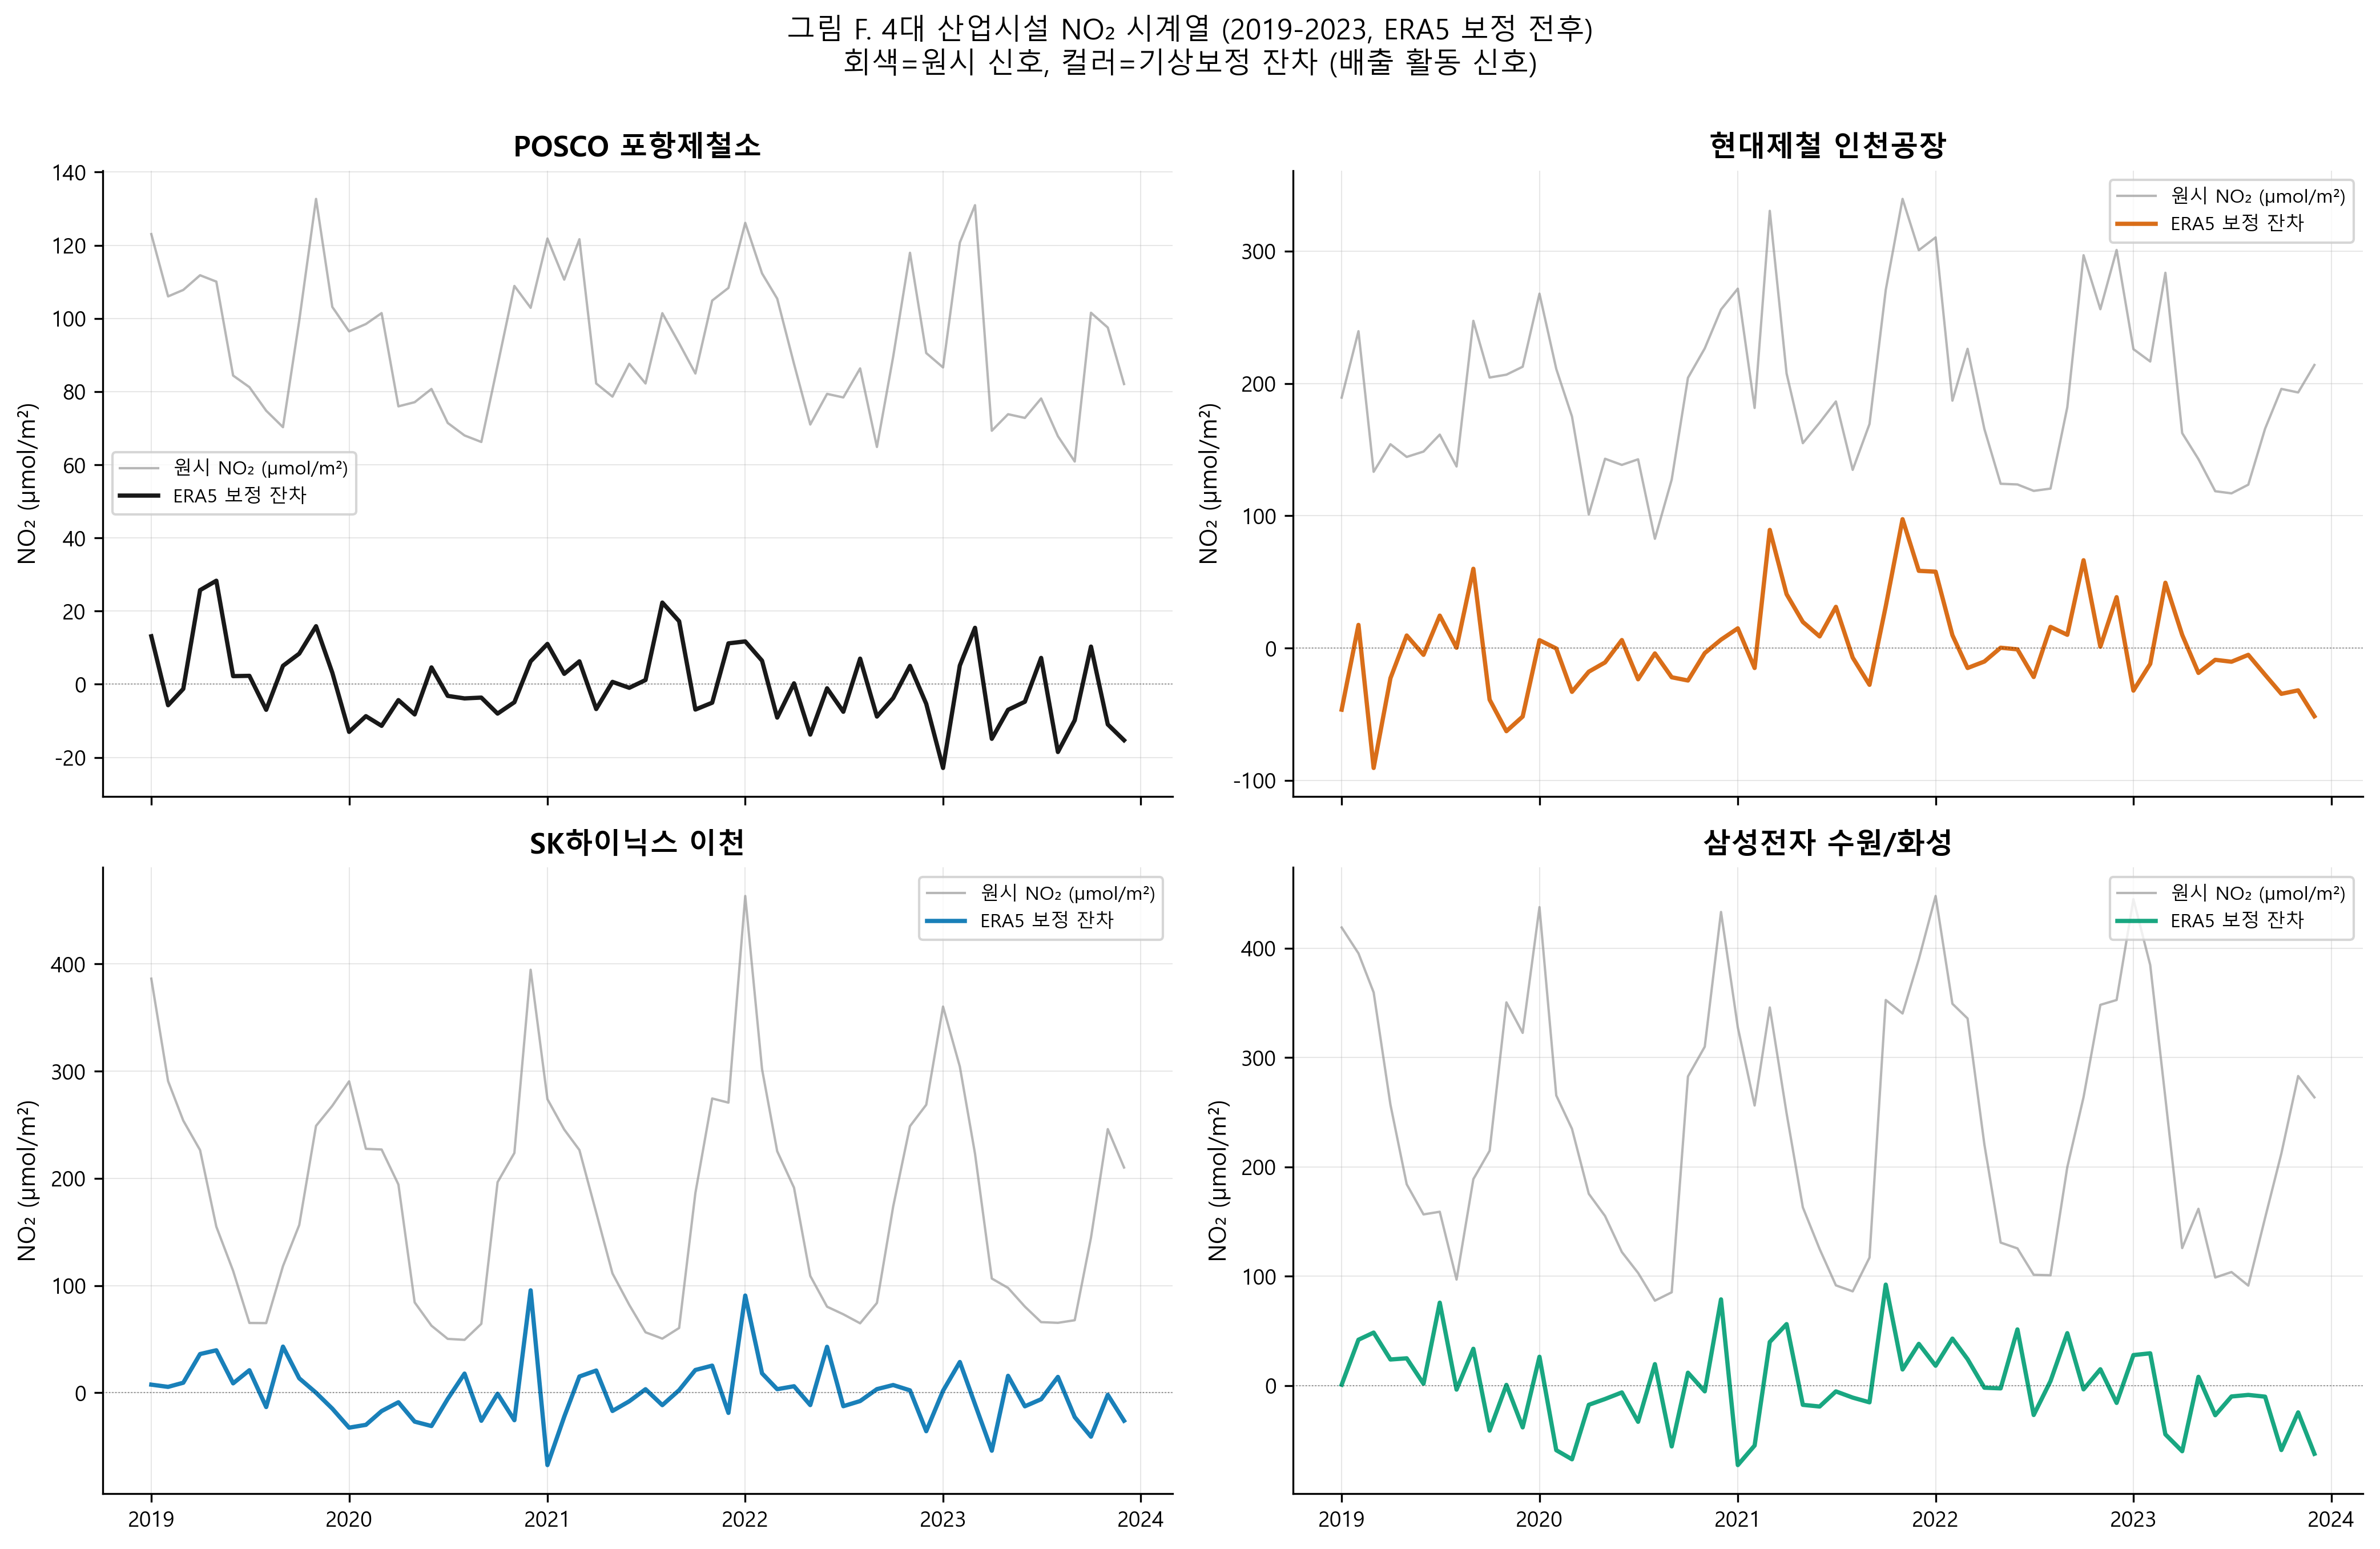 그림 F. 4대 산업시설 NO₂ 시계열 (2019-2023, ERA5 보정 전후)
회색=원시 신호, 컬러=기상보정 잔차 (배출 활동 신호)
POSCO 포항제철소
140
120
100
80
60
40
20
0
-20
NO₂ (μmol/m²)
원시 NO₂ (μmol/m²)
ERA5 보정 잔차
현대제철 인천공장
300
200
100
0
-100
NO₂ (μmol/m²)
원시 NO₂ (μmol/m²)
ERA5 보정 잔차
SK하이닉스 이천
400
300
200
100
0
NO₂ (μmol/m²)
원시 NO₂ (μmol/m²)
ERA5 보정 잔차
2019 2020 2021 2022 2023 2024
삼성전자 수원/화성
400
300
200
100
0
NO₂ (μmol/m²)
원시 NO₂ (μmol/m²)
ERA5 보정 잔차
2019 2020 2021 2022 2023 2024